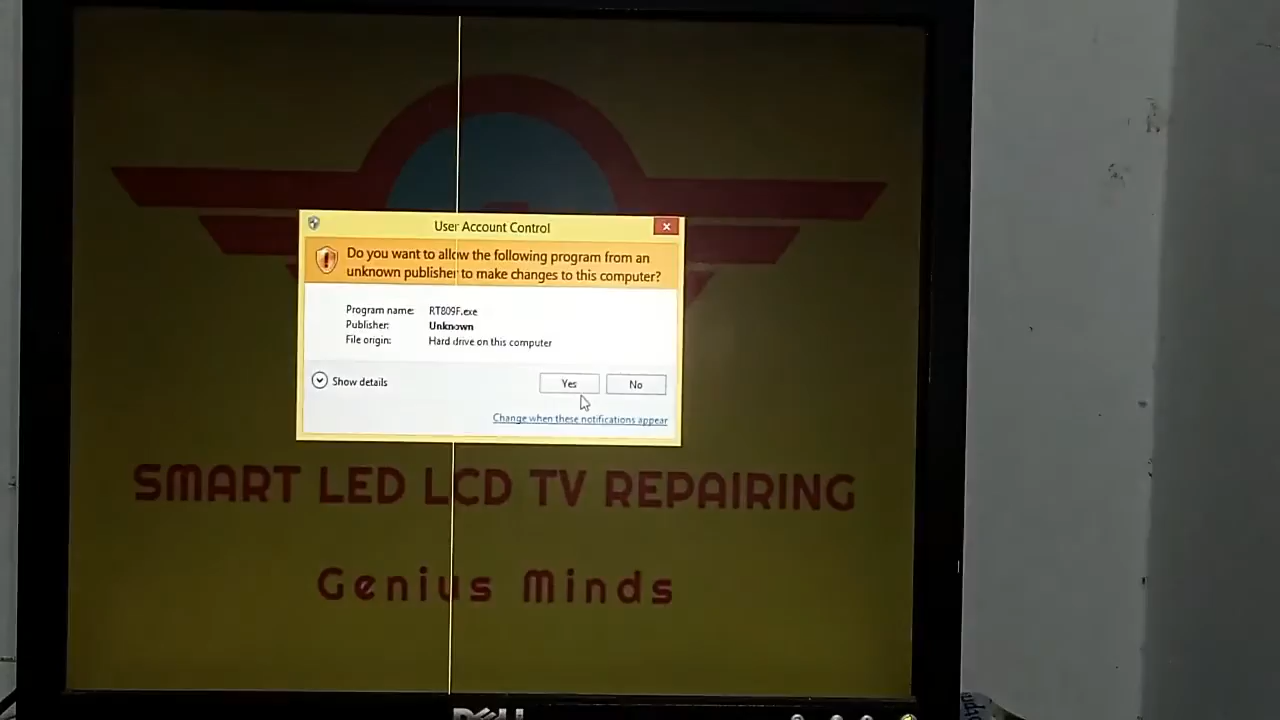 User Account Control
Do you want to allow the following program from an
unknown publisher to make changes to this computer?
Program name: RT809F.exe
Publisher: Unknown
File origin: Hard drive on this computer
Show details
Yes
No
Change when these notifications appear
SMART LED LCD TV REPAIRING
Genius Minds
DELL